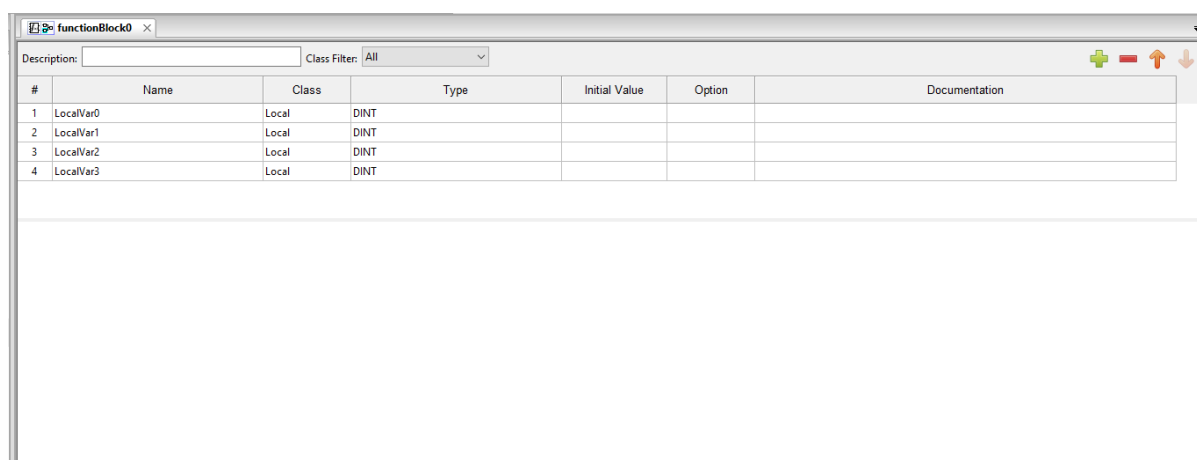 functionBlock0
Description: Class Filter: All
# Name Class Type Initial Value Option Documentation
1 LocalVar0 Local DINT
2 LocalVar1 Local DINT
3 LocalVar2 Local DINT
4 LocalVar3 Local DINT